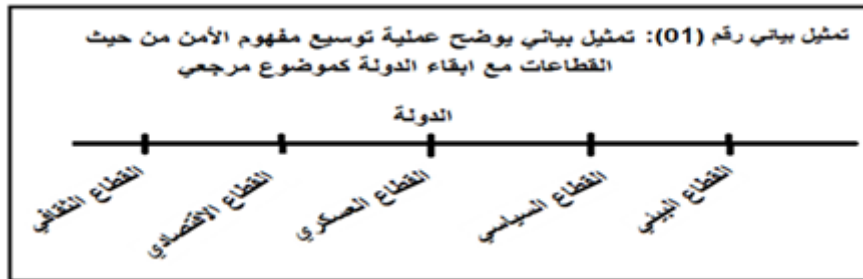 تمثيل بياني رقم (01): تمثيل بياني يوضح عملية توسيع مفهوم الأمن من حيث
القطاعات مع ابقاء الدولة كموضوع مرجعي
الدولة
القطاع البيئي
القطاع السياسي
القطاع العسكري
القطاع الاقتصادي
القطاع الثقافي